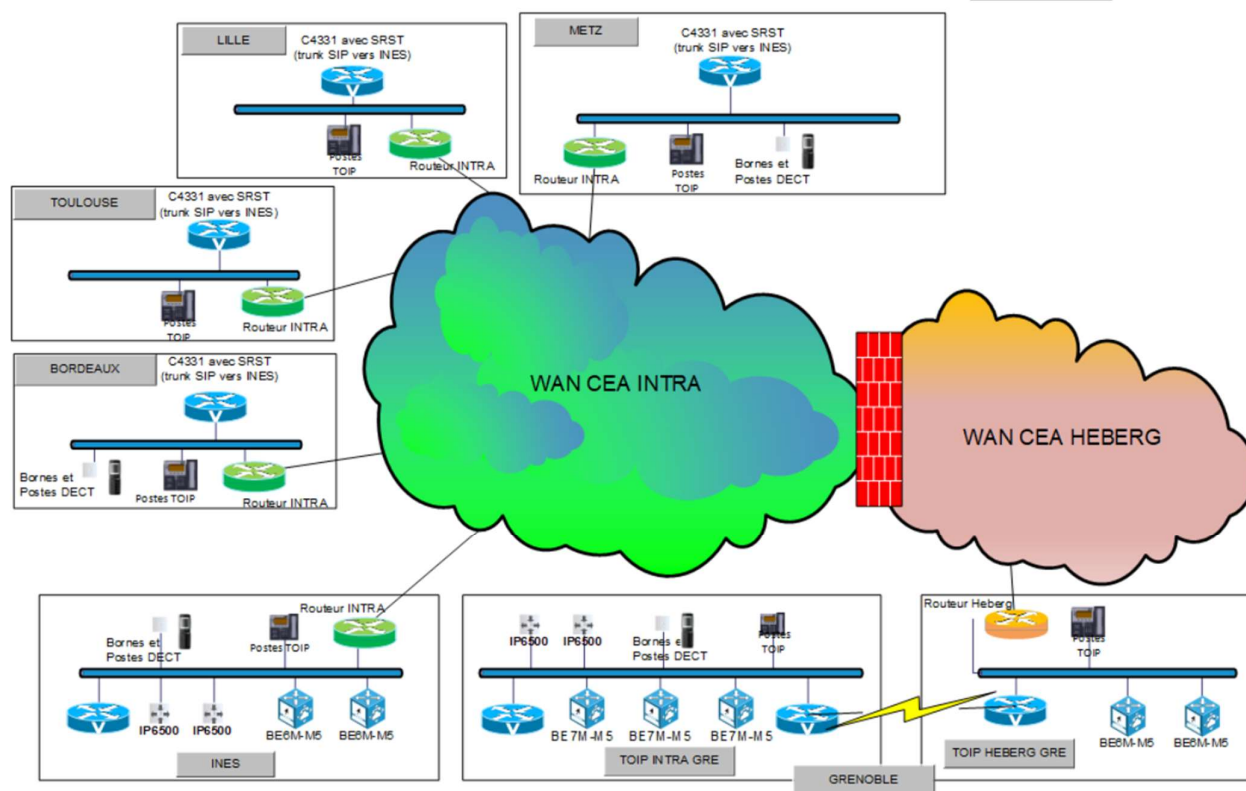 LILLE
C4331 avec SRST
(trunk SIP vers INES)
Postes
TOIP
Routeur INTRA
METZ
C4331 avec SRST
(trunk SIP vers INES)
Routeur INTRA
Postes
TOIP
Bornes et
Postes DECT
TOULOUSE
C4331 avec SRST
(trunk SIP vers INES)
Postes
TOIP
Routeur INTRA
BORDEAUX
C4331 avec SRST
(trunk SIP vers INES)
Bornes et
Postes DECT
Postes TOIP
Routeur INTRA
WAN CEA INTRA
WAN CEA HEBERG
Routeur INTRA
Bornes et
Postes DECT
Postes TOIP
IP6500
IP6500
BE6M-M5
BE6M-M5
INES
IP6500
IP6500
Bornes et
Postes DECT
Postes
TOIP
BE7M-M5
BE7M-M5
BE7M-M5
TOIP INTRA GRE
GRENOBLE
Routeur Heberg
Postes
TOIP
BE6M-M5
BE6M-M5
TOIP HEBERG GRE